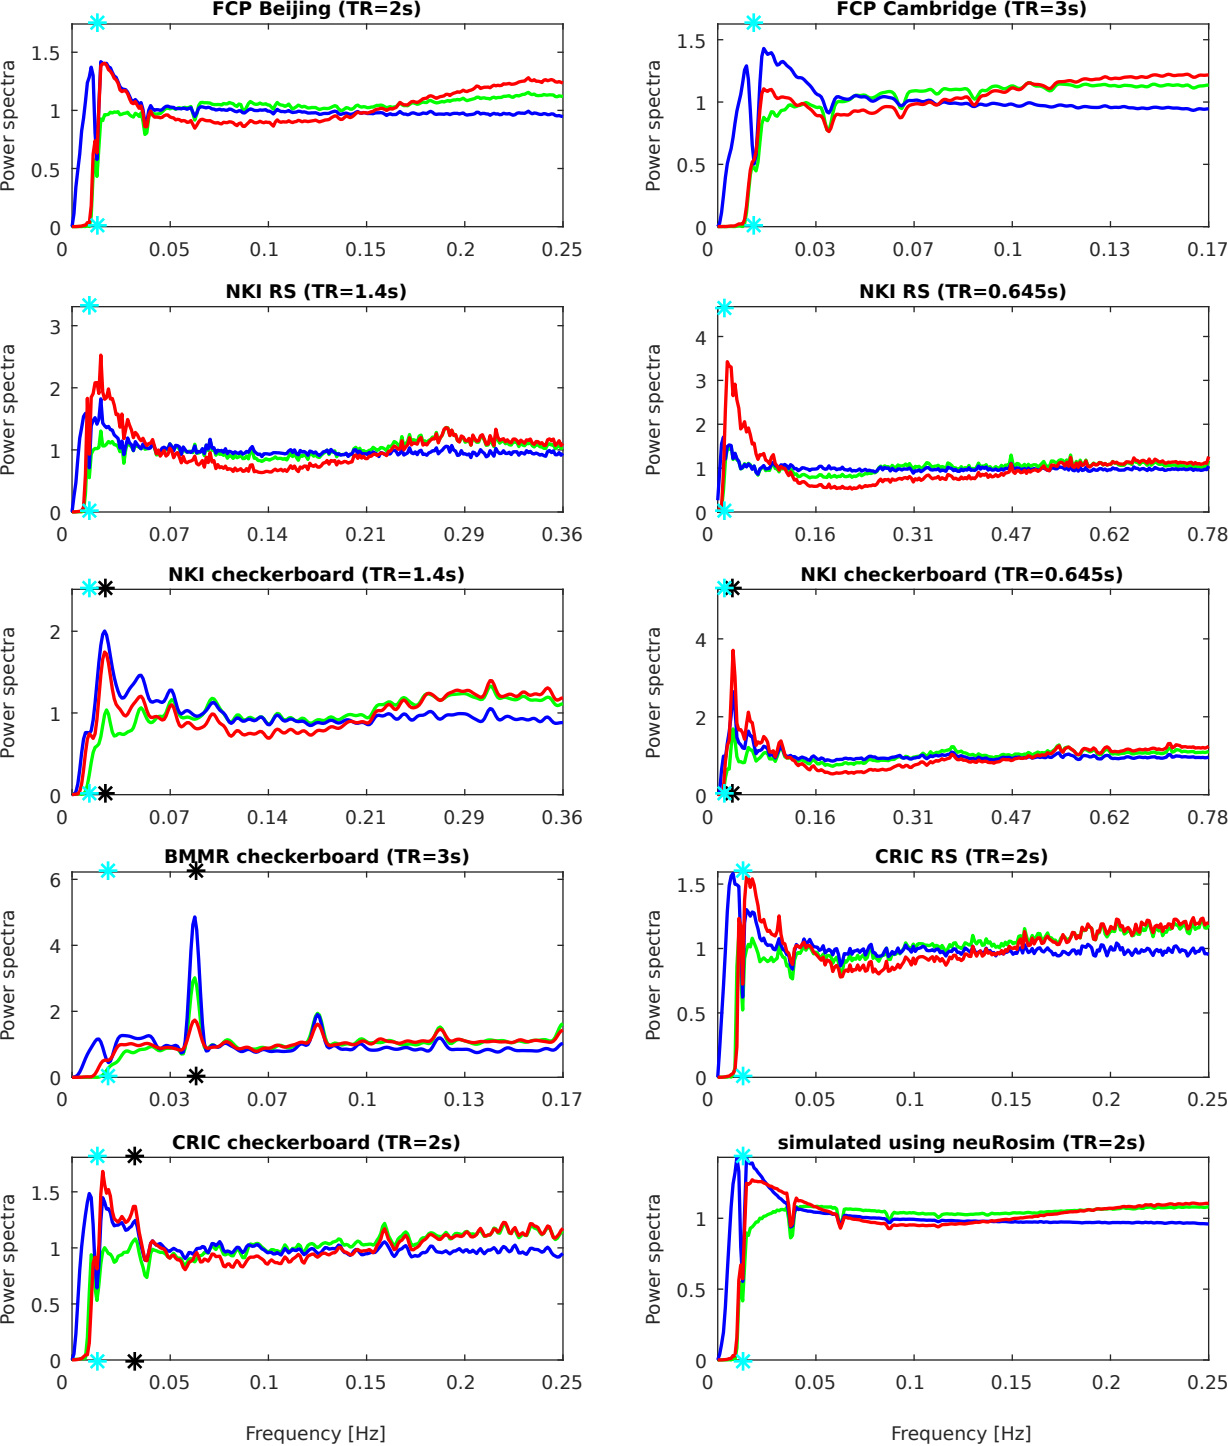 FCP Beijing (TR=2s)
Power spectra
1.5
1
0.5
0
0 0.05 0.1 0.15 0.2 0.25
FCP Cambridge (TR=3s)
Power spectra
1.5
1
0.5
0
0 0.03 0.07 0.1 0.13 0.17
NKI RS (TR=1.4s)
Power spectra
3
2
1
0
0 0.07 0.14 0.21 0.29 0.36
NKI RS (TR=0.645s)
Power spectra
4
3
2
1
0
0 0.16 0.31 0.47 0.62 0.78
NKI checkerboard (TR=1.4s)
Power spectra
2
1
0
0 0.07 0.14 0.21 0.29 0.36
NKI checkerboard (TR=0.645s)
Power spectra
4
2
0
0 0.16 0.31 0.47 0.62 0.78
BMMR checkerboard (TR=3s)
Power spectra
6
4
2
0
0 0.03 0.07 0.1 0.13 0.17
CRIC RS (TR=2s)
Power spectra
1.5
1
0.5
0
0 0.05 0.1 0.15 0.2 0.25
CRIC checkerboard (TR=2s)
Power spectra
1.5
1
0.5
0
0 0.05 0.1 0.15 0.2 0.25
Frequency [Hz]
simulated using neuRosim (TR=2s)
Power spectra
1
0.5
0
0 0.05 0.1 0.15 0.2 0.25
Frequency [Hz]